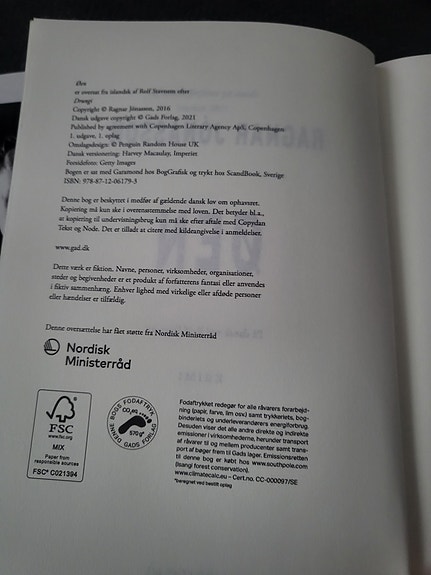 Øen
er oversat fra islandsk af Rolf Stavnem efter
Drungi
Copyright © Ragnar Jónasson, 2016
Dansk udgave copyright © Gads Forlag, 2021
Published by agreement with Copenhagen Literary Agency ApS, Copenhagen
1. udgave, 1. oplag
Omslagsdesign: © Penguin Random House UK
Dansk versionering: Harvey Macaulay, Imperiet
Forsidefoto: Getty Images
Bogen er sat med Garamond hos BogGrafisk og trykt hos ScandBook, Sverige
ISBN: 978-87-12-06179-3
Denne bog er beskyttet i medfør af gældende dansk lov om ophavsret.
Kopiering må kun ske i overensstemmelse med loven. Det betyder bl.a.,
at kopiering til undervisningsbrug kun må ske efter aftale med Copydan
Tekst og Node. Det er tilladt at citere med kildeangivelse i anmeldelser.
www.gad.dk
Dette værk er fiktion. Navne, personer, virksomheder, organisationer,
steder og begivenheder er et produkt af forfatterens fantasi eller anvendes
i fiktiv sammenhæng. Enhver lighed med virkelige eller afdøde personer
eller hændelser er tilfældig.
Denne oversættelse har fået støtte fra Nordisk Ministerråd
Nordisk
Ministerråd
FSC
www.fsc.org
MIX
Paper from
responsible sources
FSC® C021394
DENNE BOGS FODAFTRYK
CO₂eq
570g*
GADS FORLAG
Fodaftrykket redegør for alle råvarers forarbejd-
ning (papir, farve, lim osv.) samt trykkeriets, bog-
binderiets og underleverandørers energiforbrug.
Desuden viser det alle andre direkte og indirekte
emissioner i virksomhederne, herunder transport
af råvarer til og mellem producenter samt trans-
port af bøger frem til Gads lager. Emissionsretten
til denne bog er købt hos www.southpole.com
(Isangi forest conservation).
www.climatecalc.eu – Cert.no. CC-000097/SE
*beregnet ved bestilt oplag